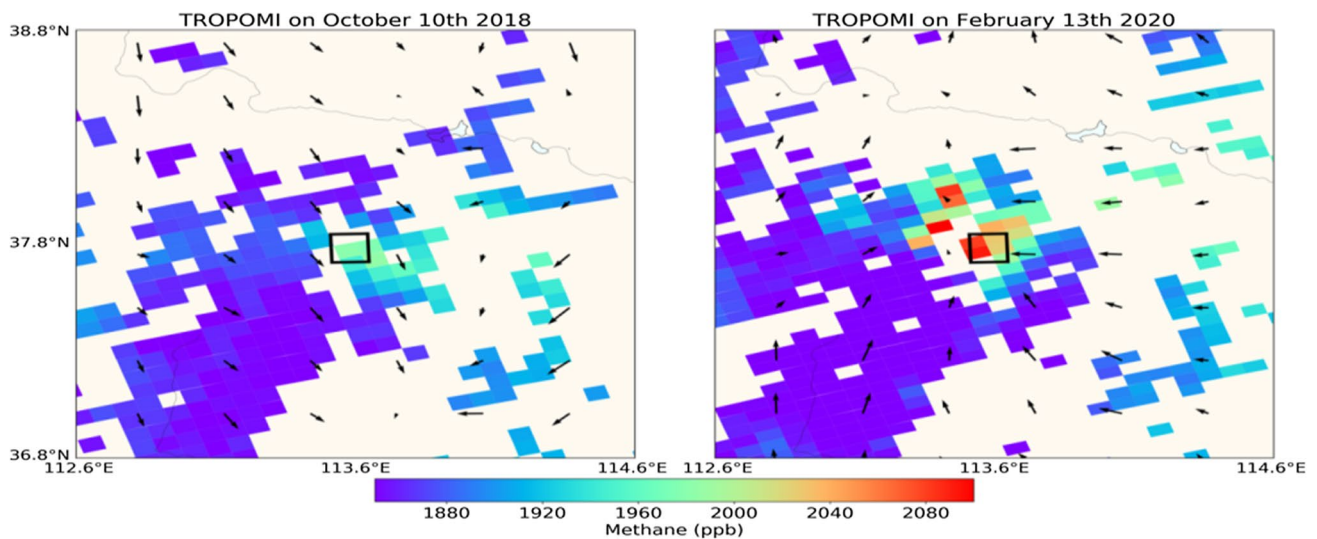 TROPOMI on October 10th 2018
TROPOMI on February 13th 2020
38.8°N
37.8°N
36.8°N
112.6°E 113.6°E 114.6°E 112.6°E 113.6°E 114.6°E
1880 1920 1960 2000 2040 2080
Methane (ppb)